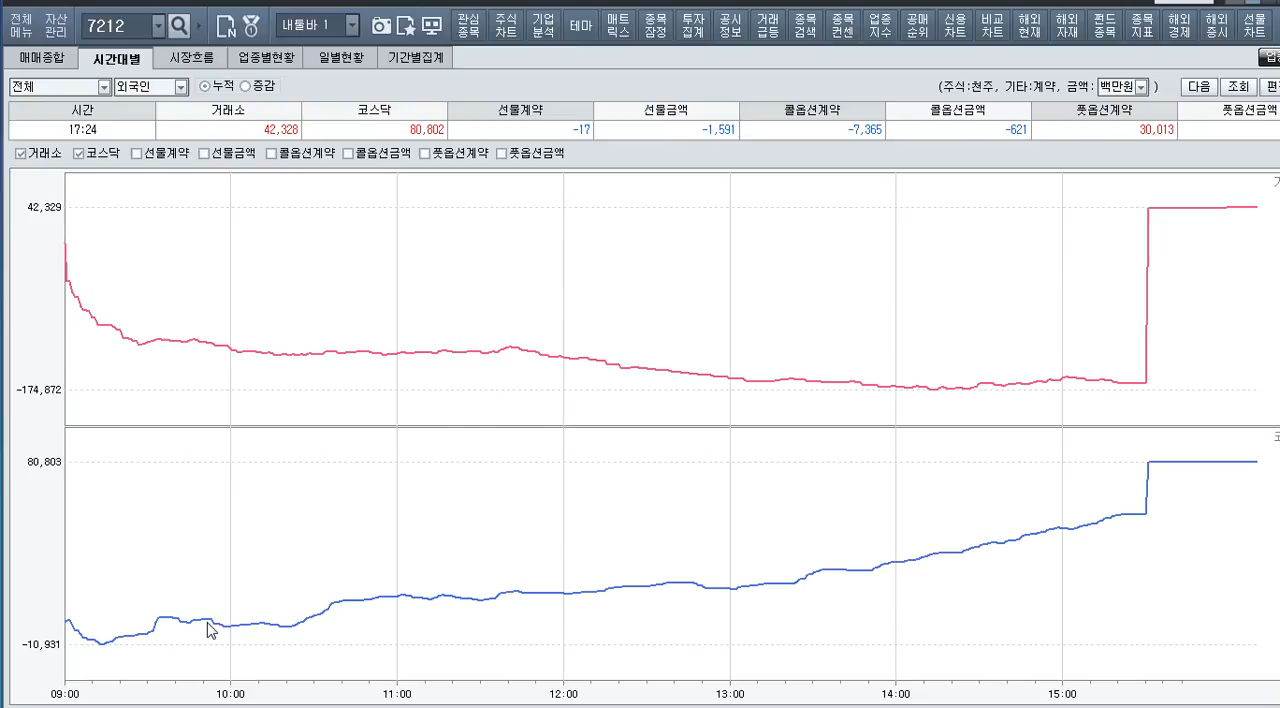 전체 자산 7212 내툴바 1 관심 주식 기업 테마 매트 종목 투자 공시 거래 종목 종목 업종 공매 신용 비교 해외 해외 펀드 종목 해외 해외 선물
메뉴 관리 종목 차트 분석 릭스 잠정 집계 정보 급등 검색 컨센 지수 순위 차트 차트 현재 자재 종목 지표 경제 증시 차트
매매종합 시간대별 시장흐름 업종별현황 일별현황 기간별집계
전체 외국인 누적 증감 (주식:천주, 기타:계약, 금액: 백만원 ) 다음 조회
시간 거래소 코스닥 선물계약 선물금액 콜옵션계약 콜옵션금액 풋옵션계약 풋옵션금액
17:24 42,328 80,802 -17 -1,591 -7,365 -621 30,013
거래소 코스닥 선물계약 선물금액 콜옵션계약 콜옵션금액 풋옵션계약 풋옵션금액
42,329
-174,872
80,803
-10,931
09:00 10:00 11:00 12:00 13:00 14:00 15:00